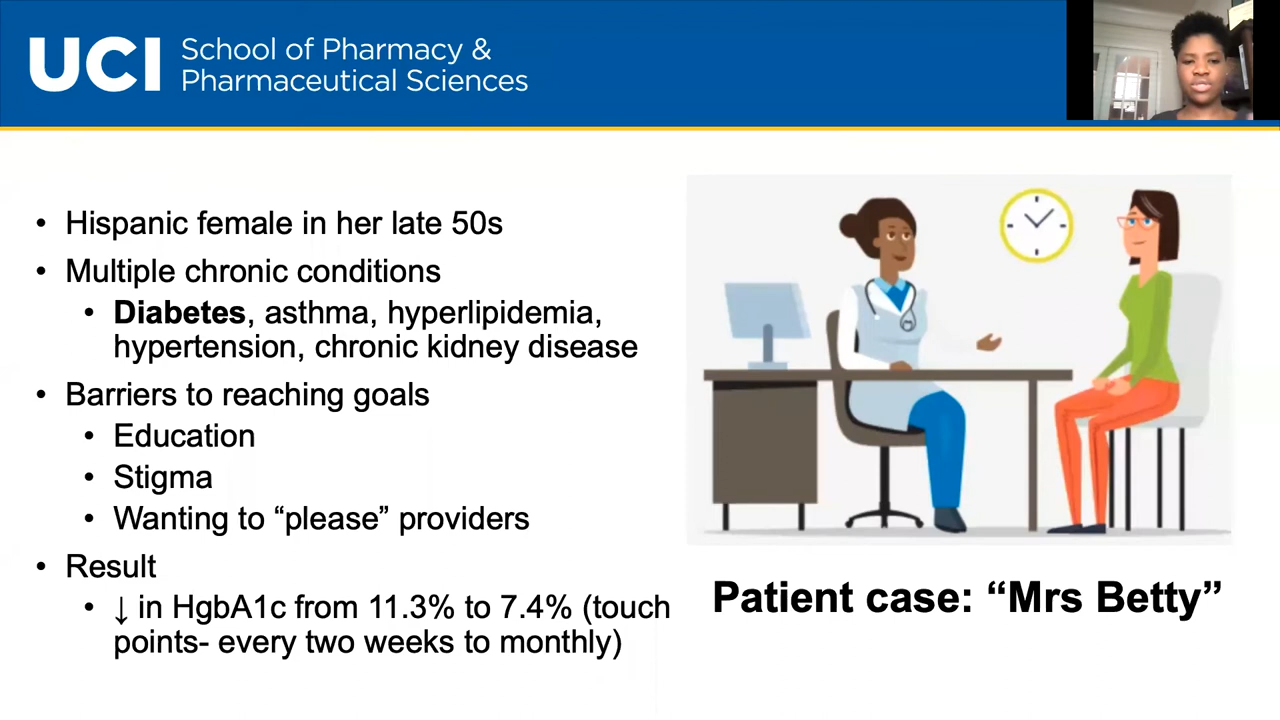 UCI School of Pharmacy &
Pharmaceutical Sciences
• Hispanic female in her late 50s
• Multiple chronic conditions
• Diabetes, asthma, hyperlipidemia,
hypertension, chronic kidney disease
• Barriers to reaching goals
• Education
• Stigma
• Wanting to “please” providers
• Result
• ↓ in HgbA1c from 11.3% to 7.4% (touch
points- every two weeks to monthly)
Patient case: “Mrs Betty”